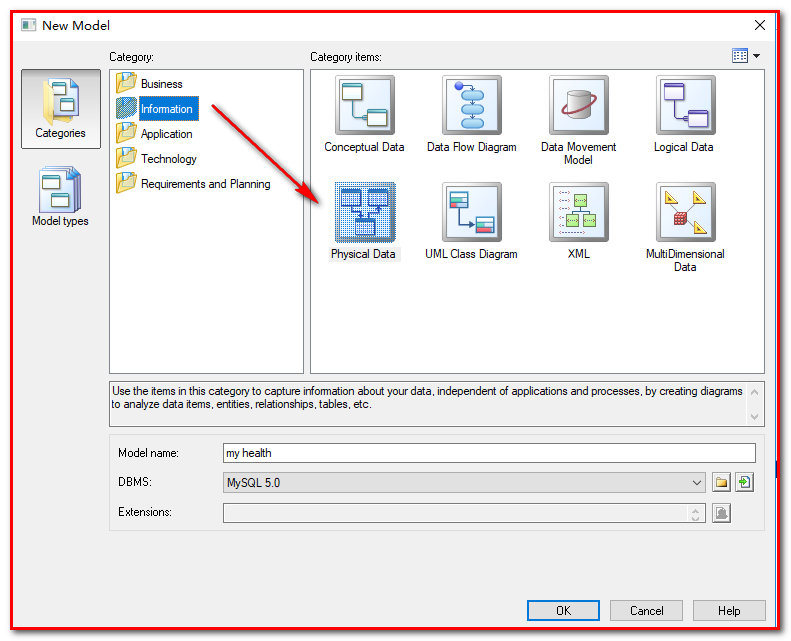 New Model
Category:
Category items:
Categories
Model types
Business
Information
Application
Technology
Requirements and Planning
Conceptual Data
Data Flow Diagram
Data Movement
Model
Logical Data
Physical Data
UML Class Diagram
XML
MultiDimensional
Data
Use the items in this category to capture information about your data, independent of applications and processes, by creating diagrams
to analyze data items, entities, relationships, tables, etc.
Model name:
my health
DBMS:
MySQL 5.0
Extensions:
OK
Cancel
Help